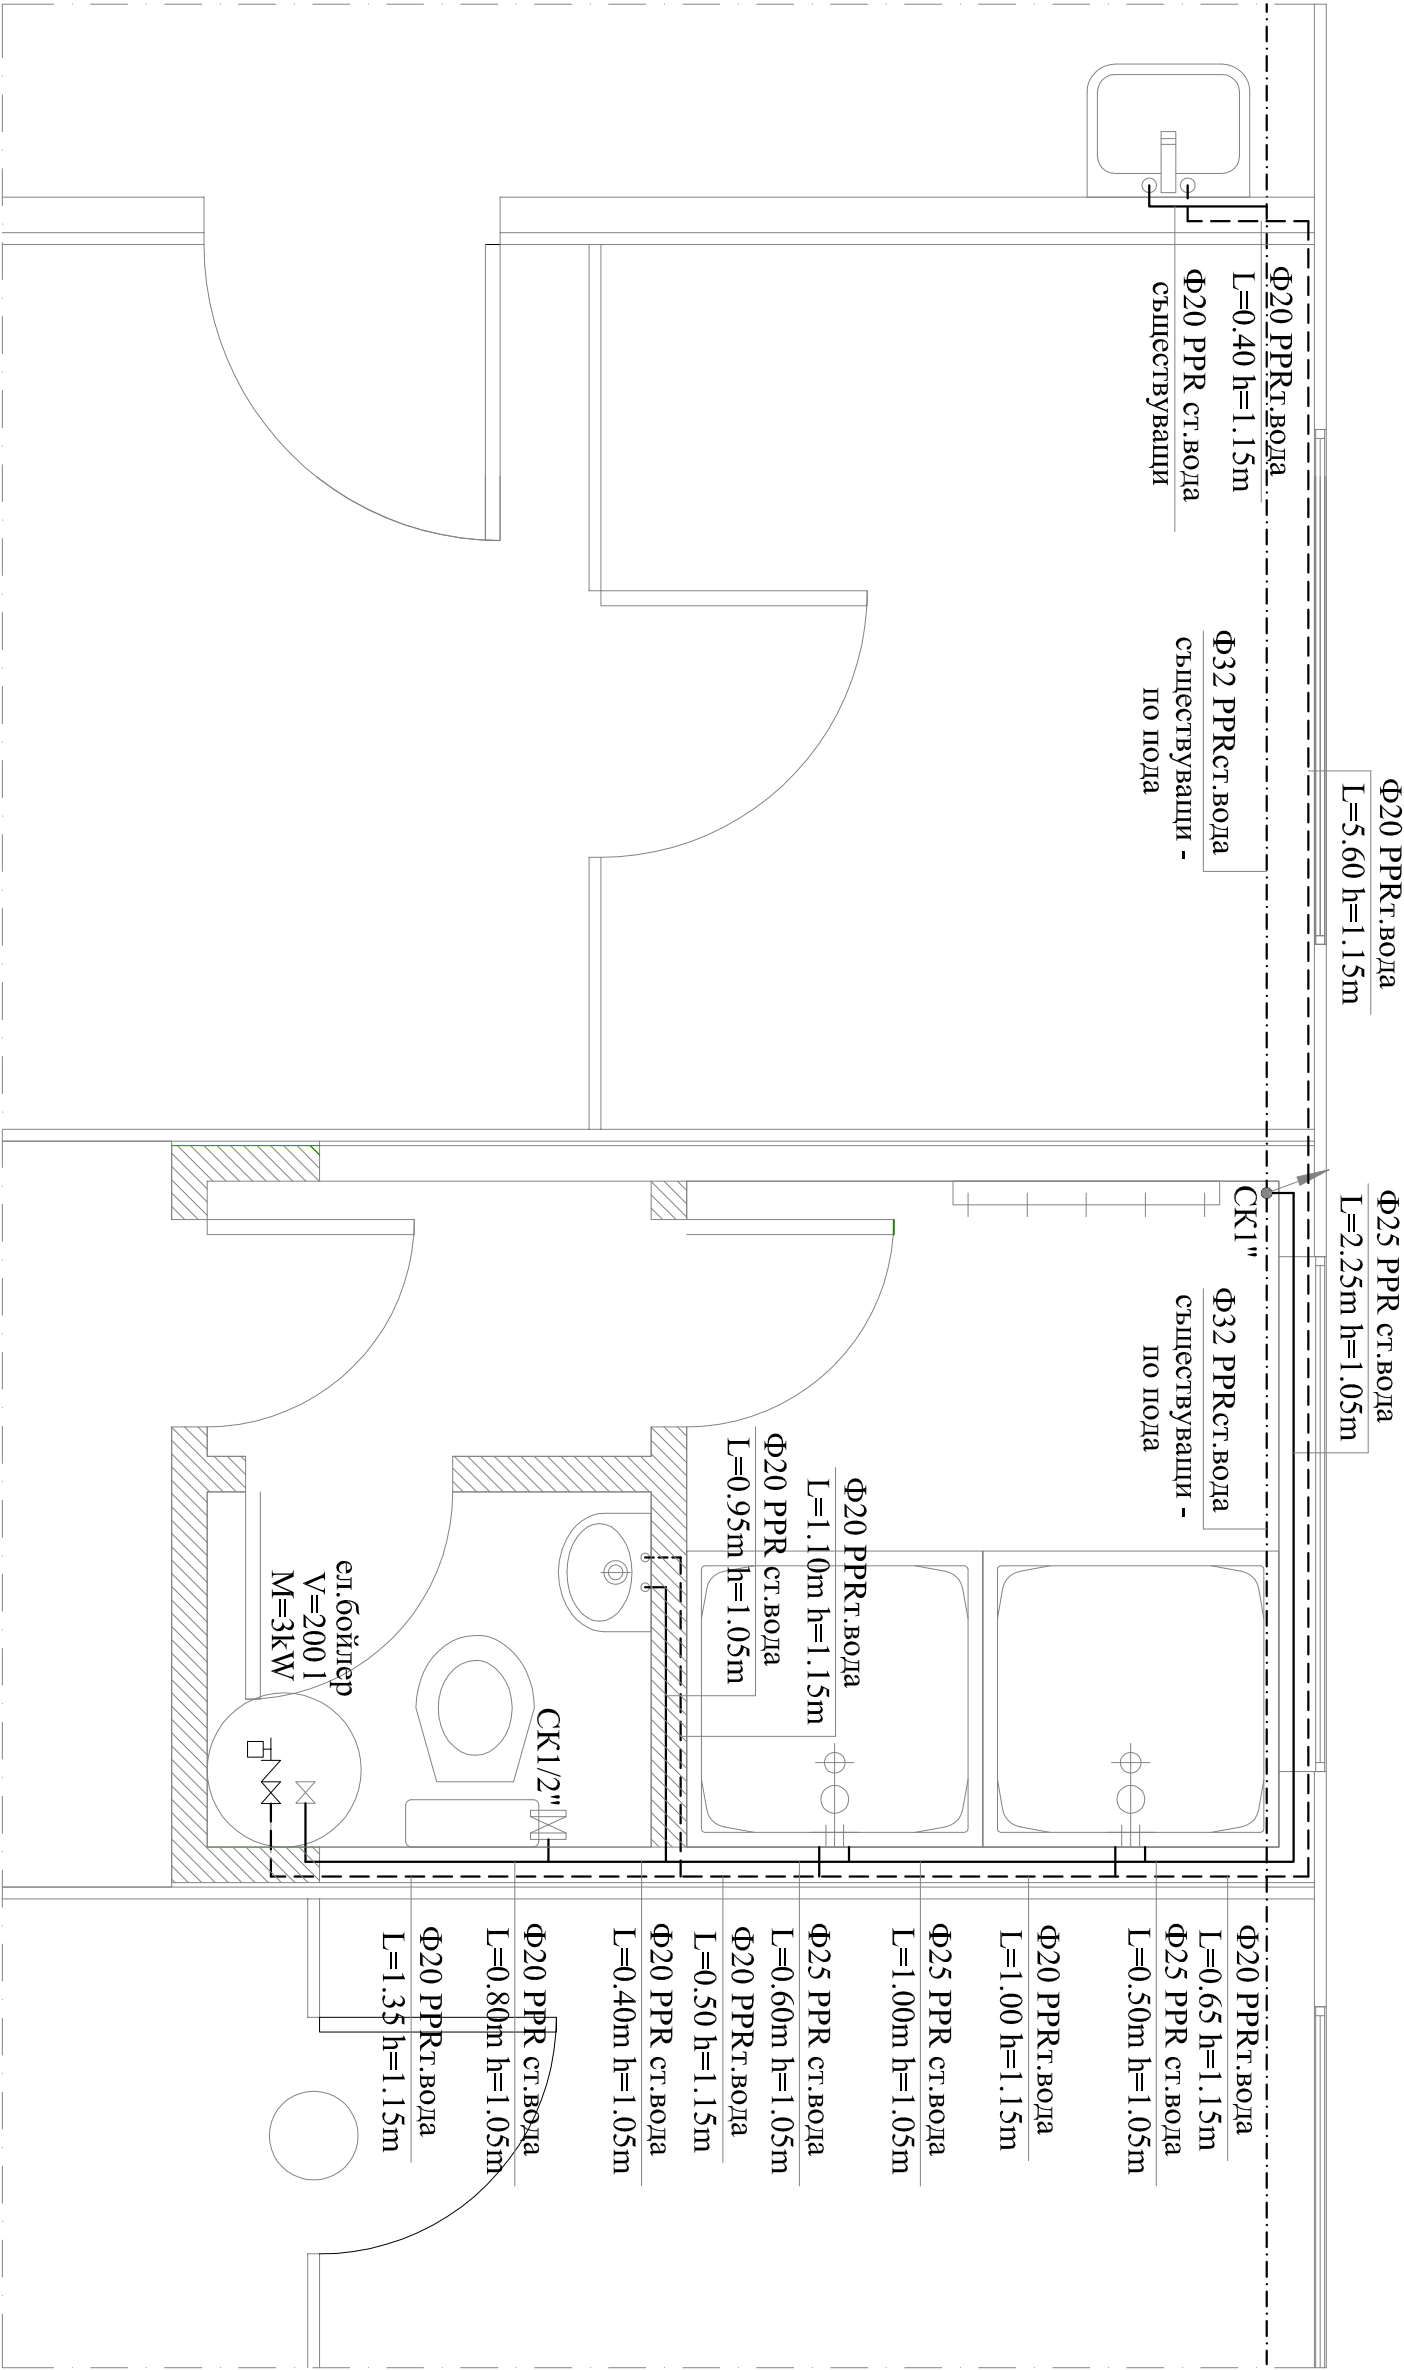 Ф20 PPRт.вода
L=5.60 h=1.15m
Ф25 PPR ст.вода
L=2.25m h=1.05m
Ф20 PPRт.вода
L=0.40 h=1.15m
Ф20 PPR ст.вода
съществуващи
Ф32 PPRст.вода
съществуващи -
по пода
СК1"
Ф32 PPRст.вода
съществуващи -
по пода
Ф20 PPRт.вода
L=0.65 h=1.15m
Ф25 PPR ст.вода
L=0.50m h=1.05m
Ф20 PPRт.вода
L=1.00 h=1.15m
Ф25 PPR ст.вода
L=1.00m h=1.05m
Ф20 PPRт.вода
L=1.10m h=1.15m
Ф20 PPR ст.вода
L=0.95m h=1.05m
Ф25 PPR ст.вода
L=0.60m h=1.05m
Ф20 PPRт.вода
L=0.50 h=1.15m
Ф20 PPR ст.вода
L=0.40m h=1.05m
СК1/2"
Ф20 PPR ст.вода
L=0.80m h=1.05m
Ф20 PPRт.вода
L=1.35 h=1.15m
ел.бойлер
V=200 l
M=3kW